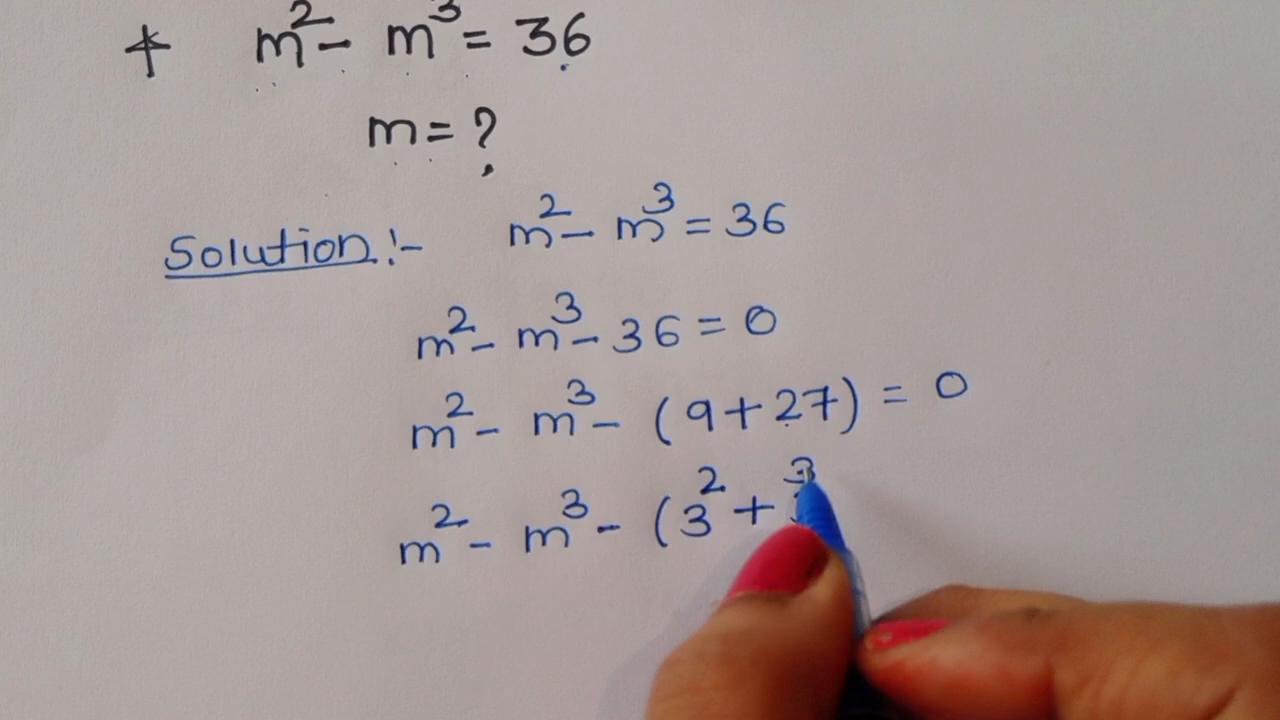 * m² - m³ = 36
m = ?
Solution :- m² - m³ = 36
m² - m³ - 36 = 0
m² - m³ - (9 + 27) = 0
m² - m³ - (3² +